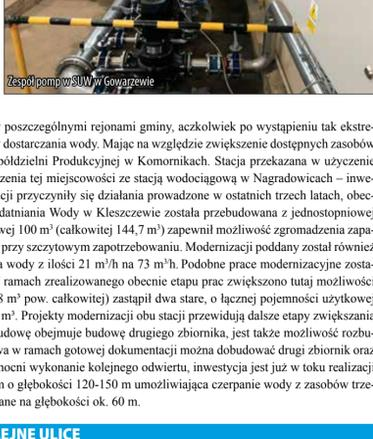 Zespół pomp w SUW w Gowarzewie
poszczególnymi rejonami gminy, aczkolwiek po wystąpieniu tak ekstre-
dostarczania wody. Mając na względzie zwiększenie dostępnych zasobów
półdzielni Produkcyjnej w Komornikach. Stacja przekazana w użyczenie
zenia tej miejscowości ze stacją wodociągową w Nagradowicach – inwe-
cji przyczyniły się działania prowadzone w ostatnich trzech latach, obec-
datniania Wody w Kleszczewie została przebudowana z jednostopniowej
wej 100 m³ (całkowitej 144,7 m³) zapewnił możliwość zgromadzenia zapa-
przy szczytowym zapotrzebowaniu. Modernizacji poddany został również
a wody z ilości 21 m³/h na 73 m³/h. Podobne prace modernizacyjne zosta-
ramach zrealizowanego obecnie etapu prac zwiększono tutaj możliwości
8 m³ pow. całkowitej) zastąpił dwa stare, o łącznej pojemności użytkowej
m³. Projekty modernizacji obu stacji przewidują dalsze etapy zwiększania
udowę obejmuje budowę drugiego zbiornika, jest także możliwość rozbu-
wa w ramach gotowej dokumentacji można dobudować drugi zbiornik oraz
mocni wykonanie kolejnego odwiertu, inwestycja jest już w toku realizacji
m o głębokości 120-150 m umożliwiająca czerpanie wody z zasobów trze-
ane na głębokości ok. 60 m.
EJNE ULICE